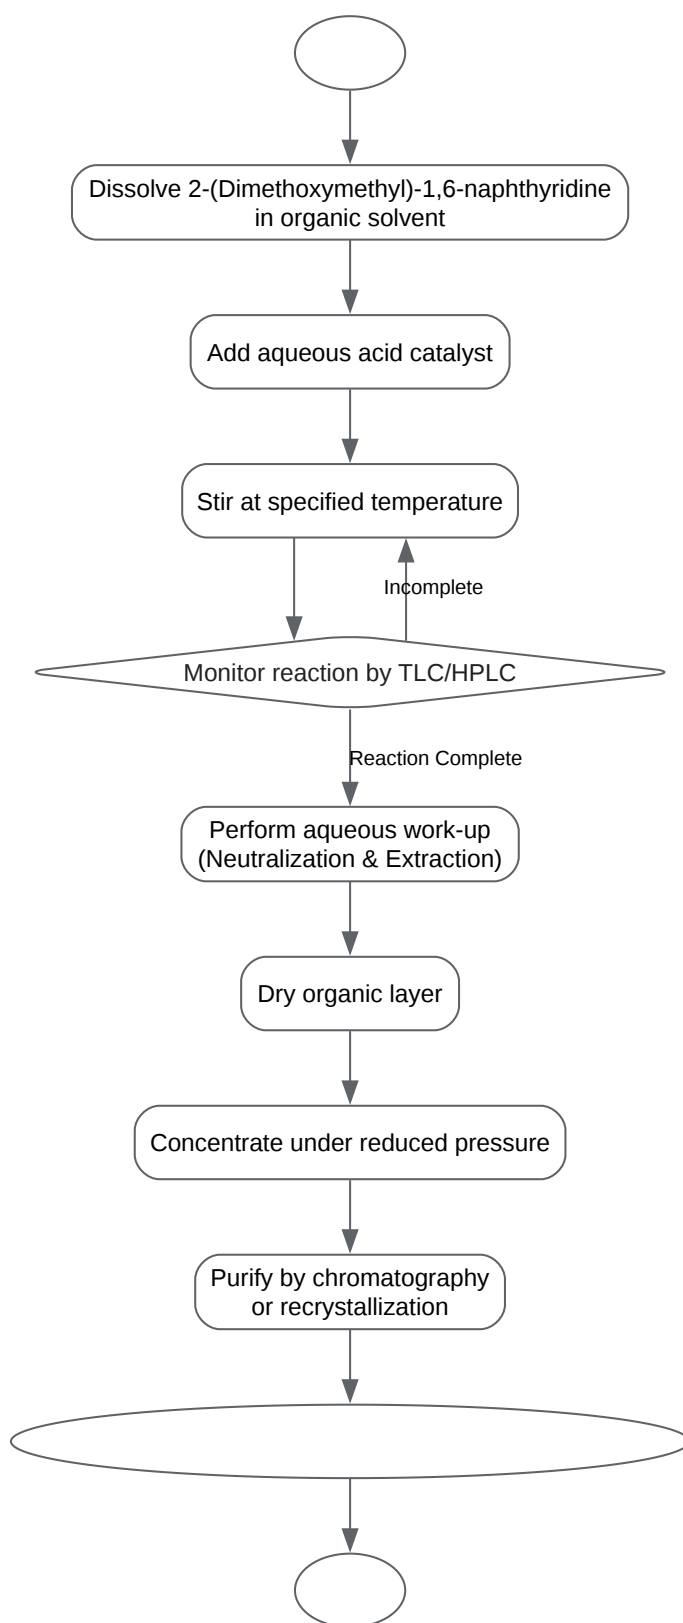 Dissolve 2-(Dimethoxymethyl)-1,6-naphthyridine
in organic solvent
Add aqueous acid catalyst
Stir at specified temperature
Incomplete
Monitor reaction by TLC/HPLC
Reaction Complete
Perform aqueous work-up
(Neutralization & Extraction)
Dry organic layer
Concentrate under reduced pressure
Purify by chromatography
or recrystallization